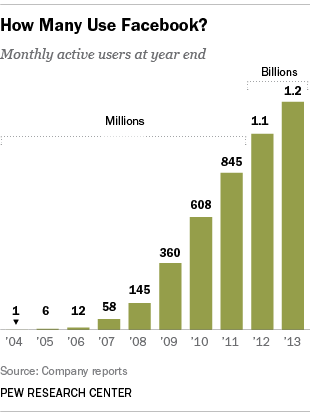 How Many Use Facebook?
Monthly active users at year end
Billions
Millions
1.2
1.1
845
608
360
145
58
12
6
1
’04 ’05 ’06 ’07 ’08 ’09 ’10 ’11 ’12 ’13
Source: Company reports
PEW RESEARCH CENTER